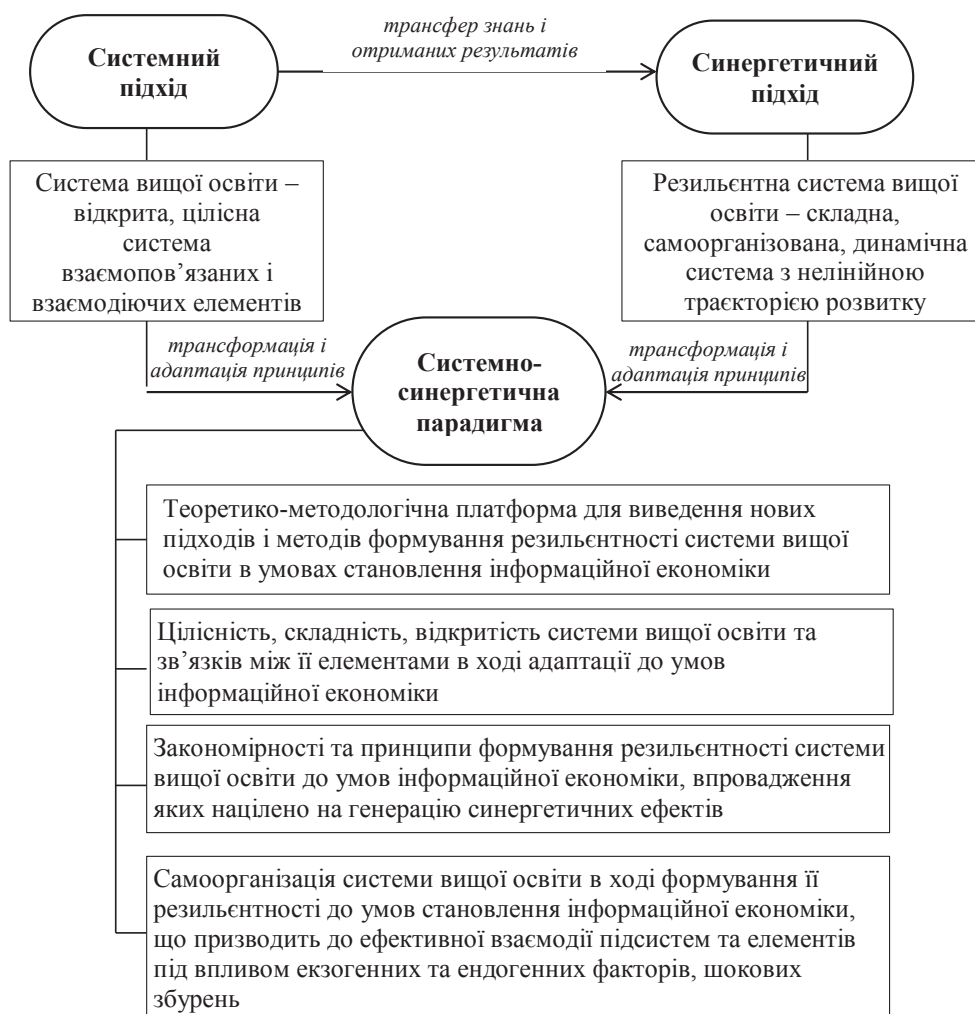 трансфер знань і
отриманих результатів
Системний
підхід
Синергетичний
підхід
Система вищої освіти –
відкрита, цілісна
система
взаємопов’язаних і
взаємодіючих елементів
Резильєнтна система вищої
освіти – складна,
самоорганізована, динамічна
система з нелінійною
траєкторією розвитку
трансформація і
адаптація принципів
Системно-
синергетична
парадигма
трансформація і
адаптація принципів
Теоретико-методологічна платформа для виведення нових
підходів і методів формування резильєнтності системи вищої
освіти в умовах становлення інформаційної економіки
Цілісність, складність, відкритість системи вищої освіти та
зв’язків між її елементами в ході адаптації до умов
інформаційної економіки
Закономірності та принципи формування резильєнтності системи
вищої освіти до умов інформаційної економіки, впровадження
яких націлено на генерацію синергетичних ефектів
Самоорганізація системи вищої освіти в ході формування її
резильєнтності до умов становлення інформаційної економіки,
що призводить до ефективної взаємодії підсистем та елементів
під впливом екзогенних та ендогенних факторів, шокових
збурень